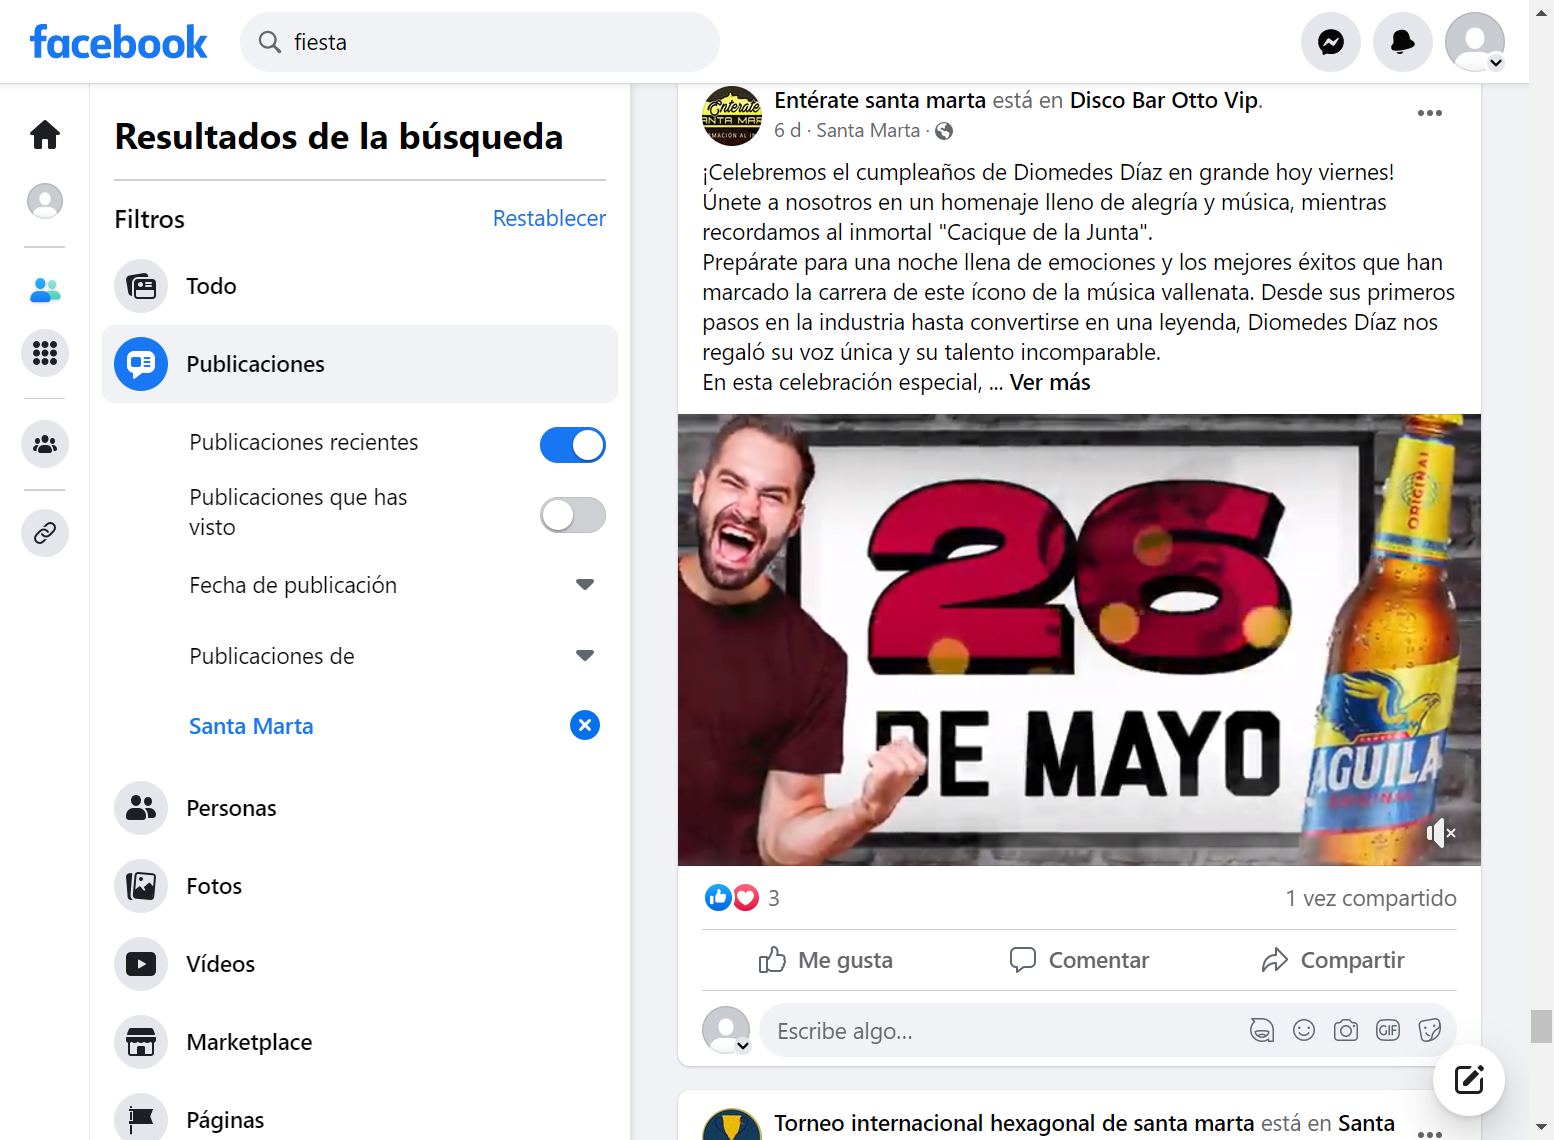 facebook
fiesta
Resultados de la búsqueda
Filtros
Restablecer
Todo
Publicaciones
Publicaciones recientes
Publicaciones que has
visto
Fecha de publicación
Publicaciones de
Santa Marta
Personas
Fotos
Vídeos
Marketplace
Páginas
Entérate santa marta está en Disco Bar Otto Vip.
6 d · Santa Marta ·
¡Celebremos el cumpleaños de Diomedes Díaz en grande hoy viernes!
Únete a nosotros en un homenaje lleno de alegría y música, mientras
recordamos al inmortal "Cacique de la Junta".
Prepárate para una noche llena de emociones y los mejores éxitos que han
marcado la carrera de este ícono de la música vallenata. Desde sus primeros
pasos en la industria hasta convertirse en una leyenda, Diomedes Díaz nos
regaló su voz única y su talento incomparable.
En esta celebración especial, ... Ver más
26
DE MAYO
ORIGINAL
AGUILA
ORIGINAL
3
1 vez compartido
Me gusta
Comentar
Compartir
Escribe algo...
GIF
Torneo internacional hexagonal de santa marta está en Santa